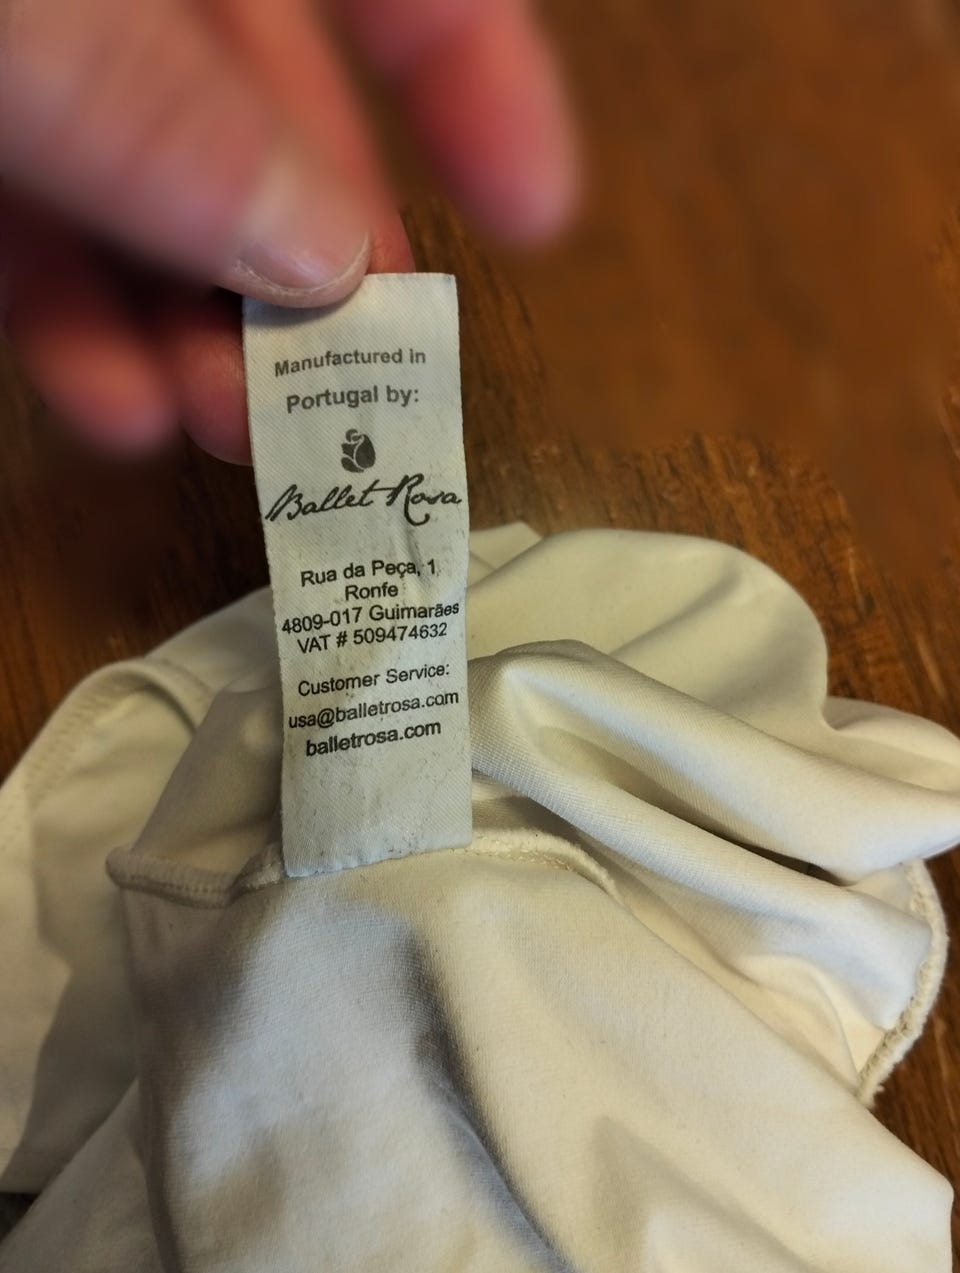 Manufactured in
Portugal by:
Ballet Rosa
Rua da Peça, 1
Ronfe
4809-017 Guimarães
VAT # 509474632
Customer Service:
usa@balletrosa.com
balletrosa.com